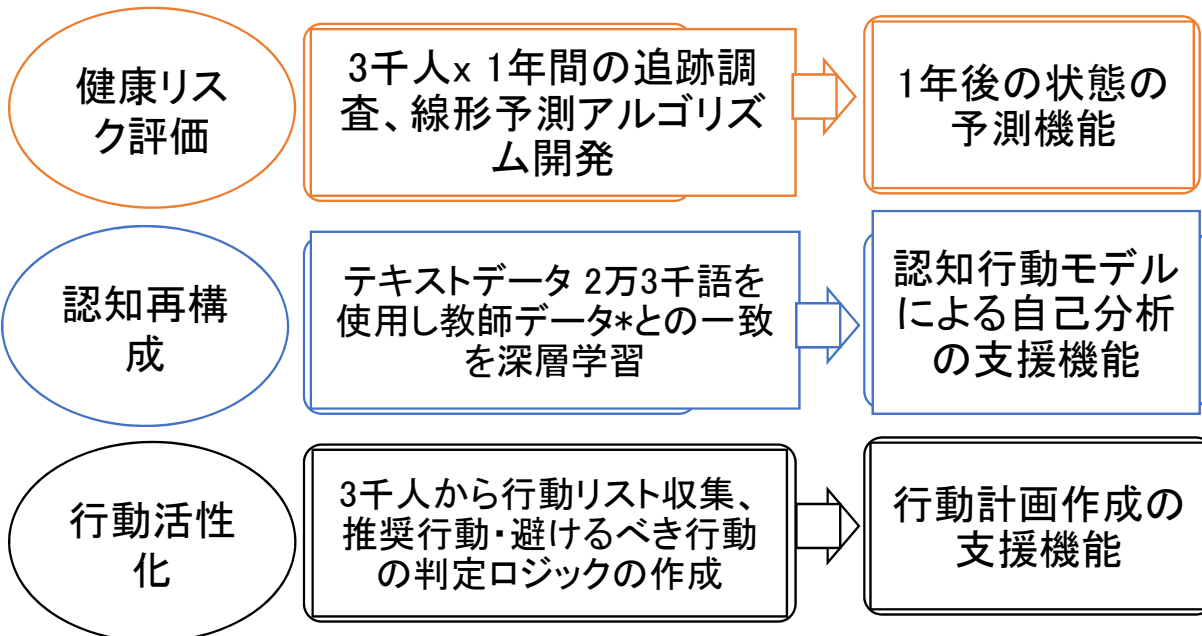 健康リス
ク評価
3千人x 1年間の追跡調
査、線形予測アルゴリズ
ム開発
1年後の状態の
予測機能
認知再構
成
テキストデータ 2万3千語を
使用し教師データ*との一致
を深層学習
認知行動モデル
による自己分析
の支援機能
行動活性
化
3千人から行動リスト収集、
推奨行動・避けるべき行動
の判定ロジックの作成
行動計画作成の
支援機能